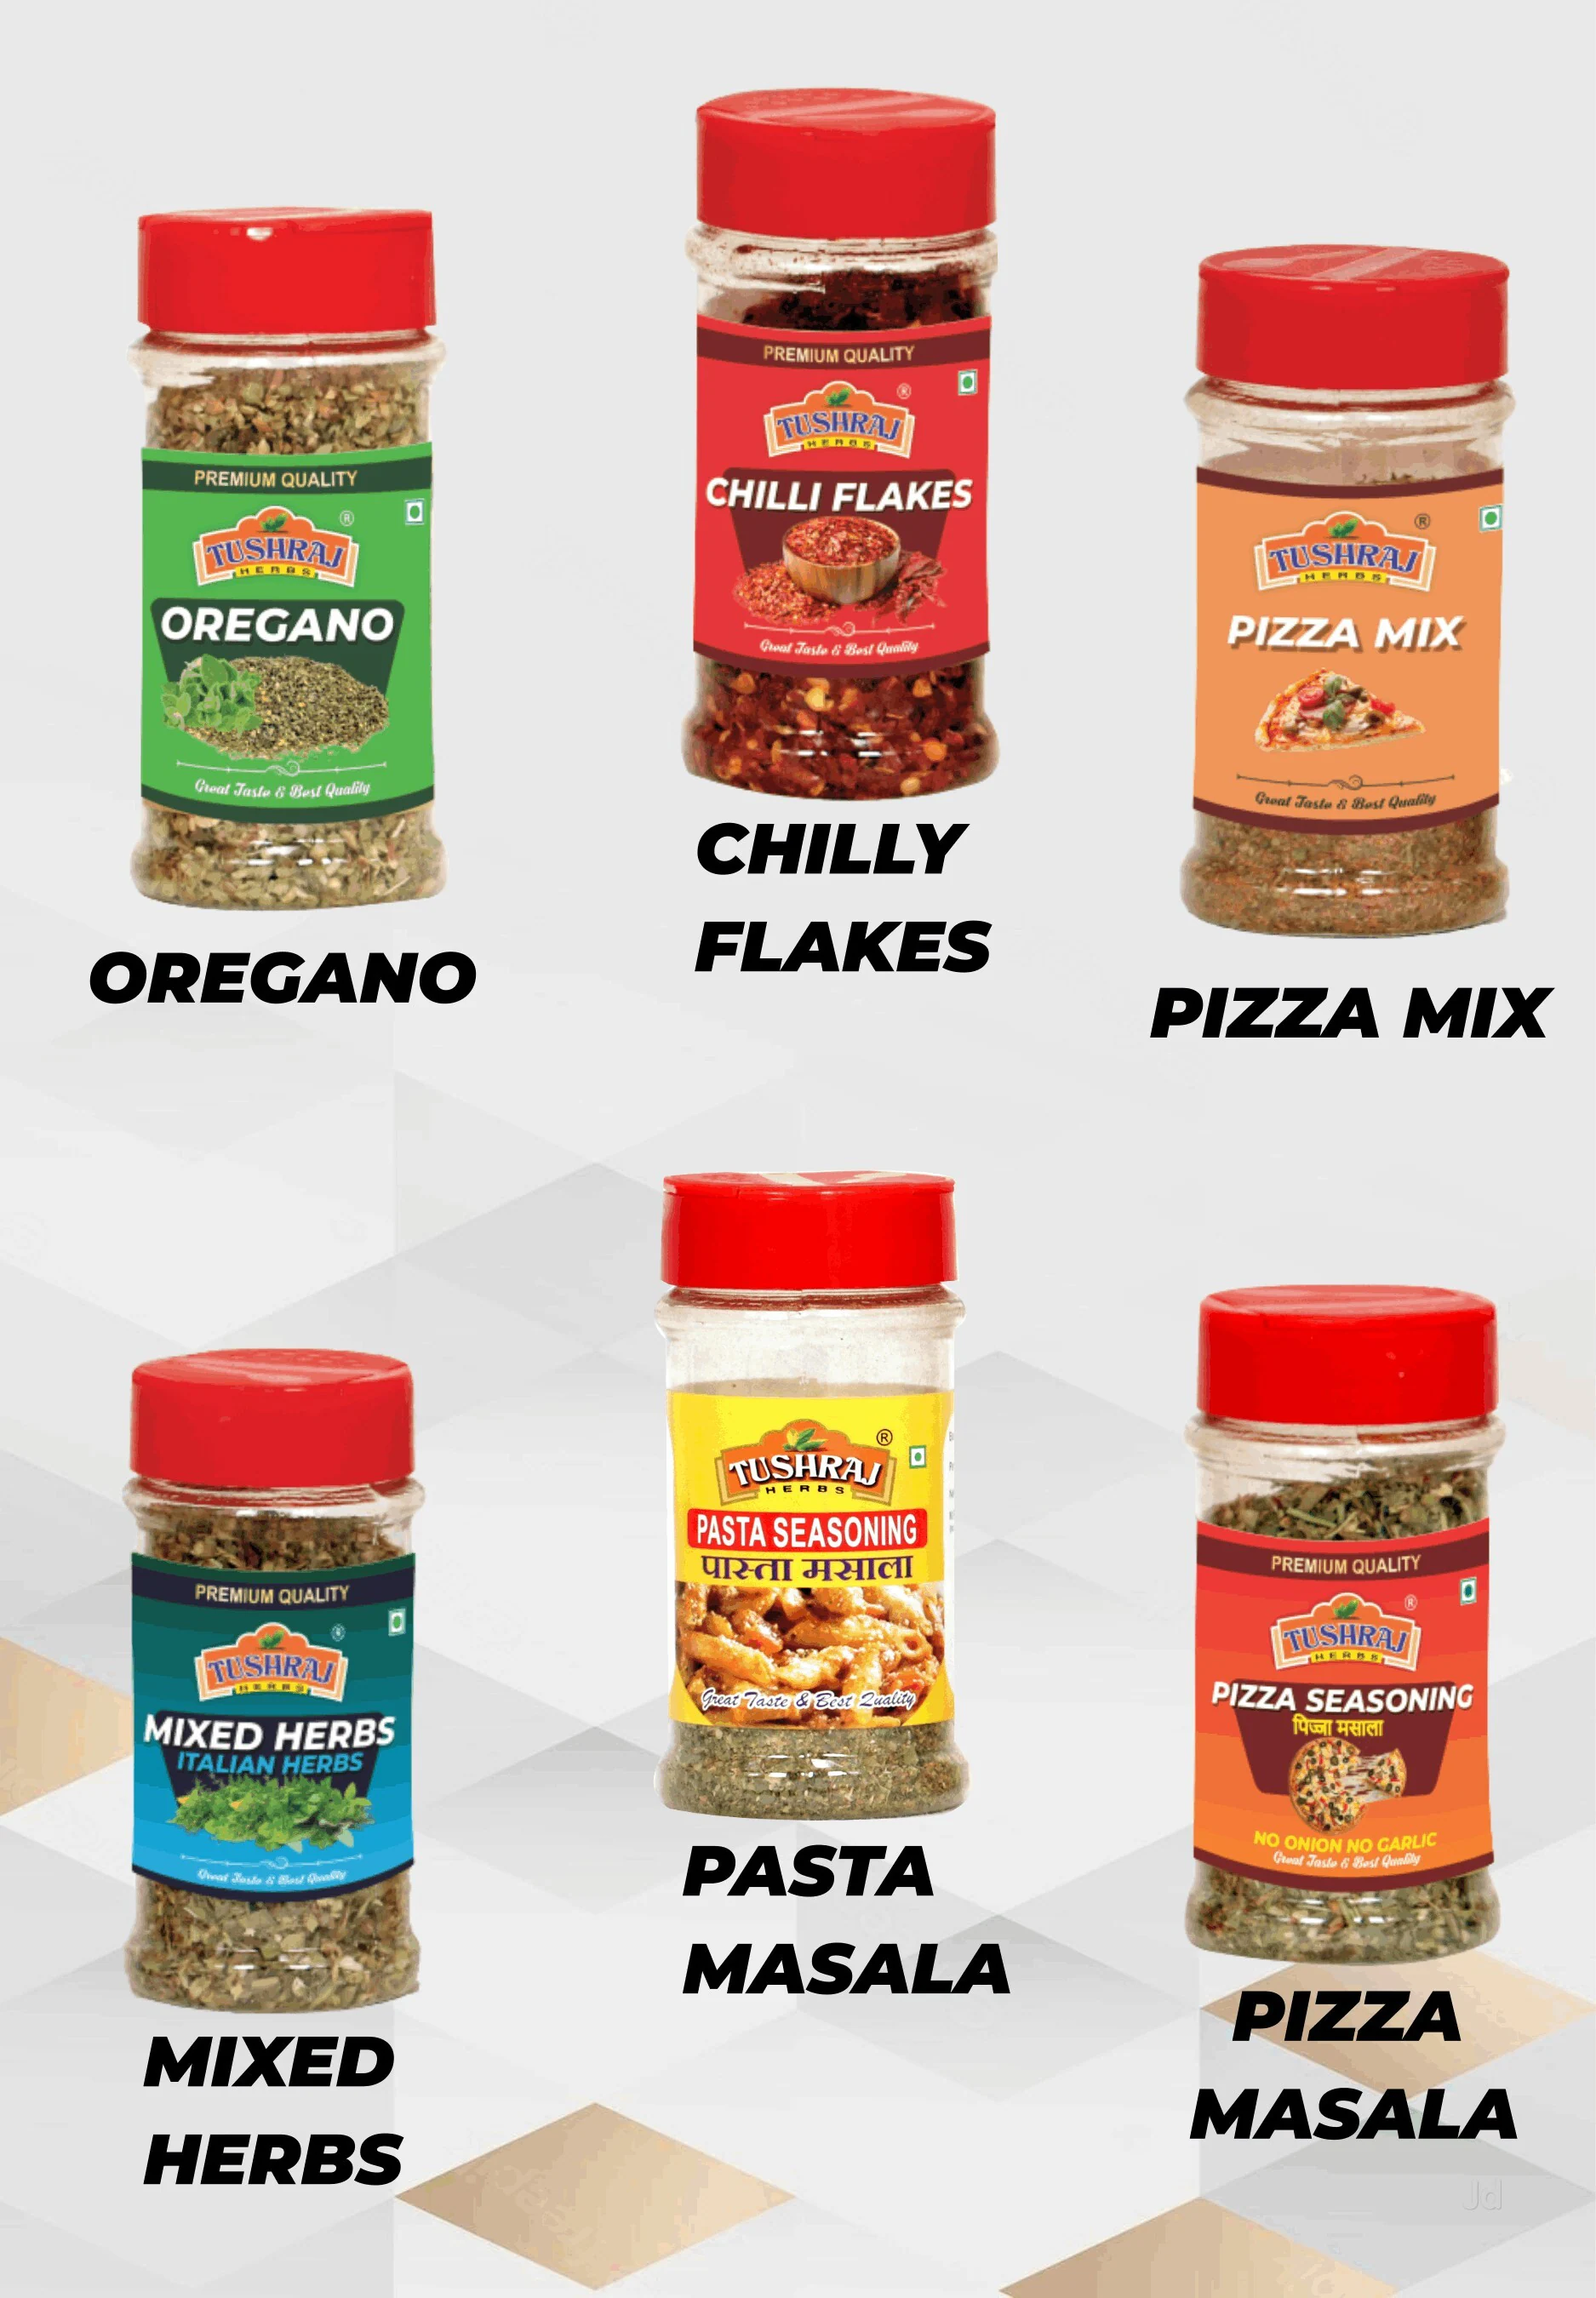 PREMIUM QUALITY
TUSHRAJ ®
HERBS
OREGANO
Great Taste & Best Quality
OREGANO
PREMIUM QUALITY
TUSHRAJ ®
HERBS
CHILLI FLAKES
Great Taste & Best Quality
CHILLY
FLAKES
TUSHRAJ ®
HERBS
PIZZA MIX
Great Taste & Best Quality
PIZZA MIX
PREMIUM QUALITY
TUSHRAJ ®
HERBS
MIXED HERBS
ITALIAN HERBS
Great Taste & Best Quality
MIXED
HERBS
TUSHRAJ ®
HERBS
PASTA SEASONING
पास्ता मसाला
Great Taste & Best Quality
PASTA
MASALA
PREMIUM QUALITY
TUSHRAJ ®
HERBS
PIZZA SEASONING
पिज्जा मसाला
NO ONION NO GARLIC
Great Taste & Best Quality
PIZZA
MASALA
Jd